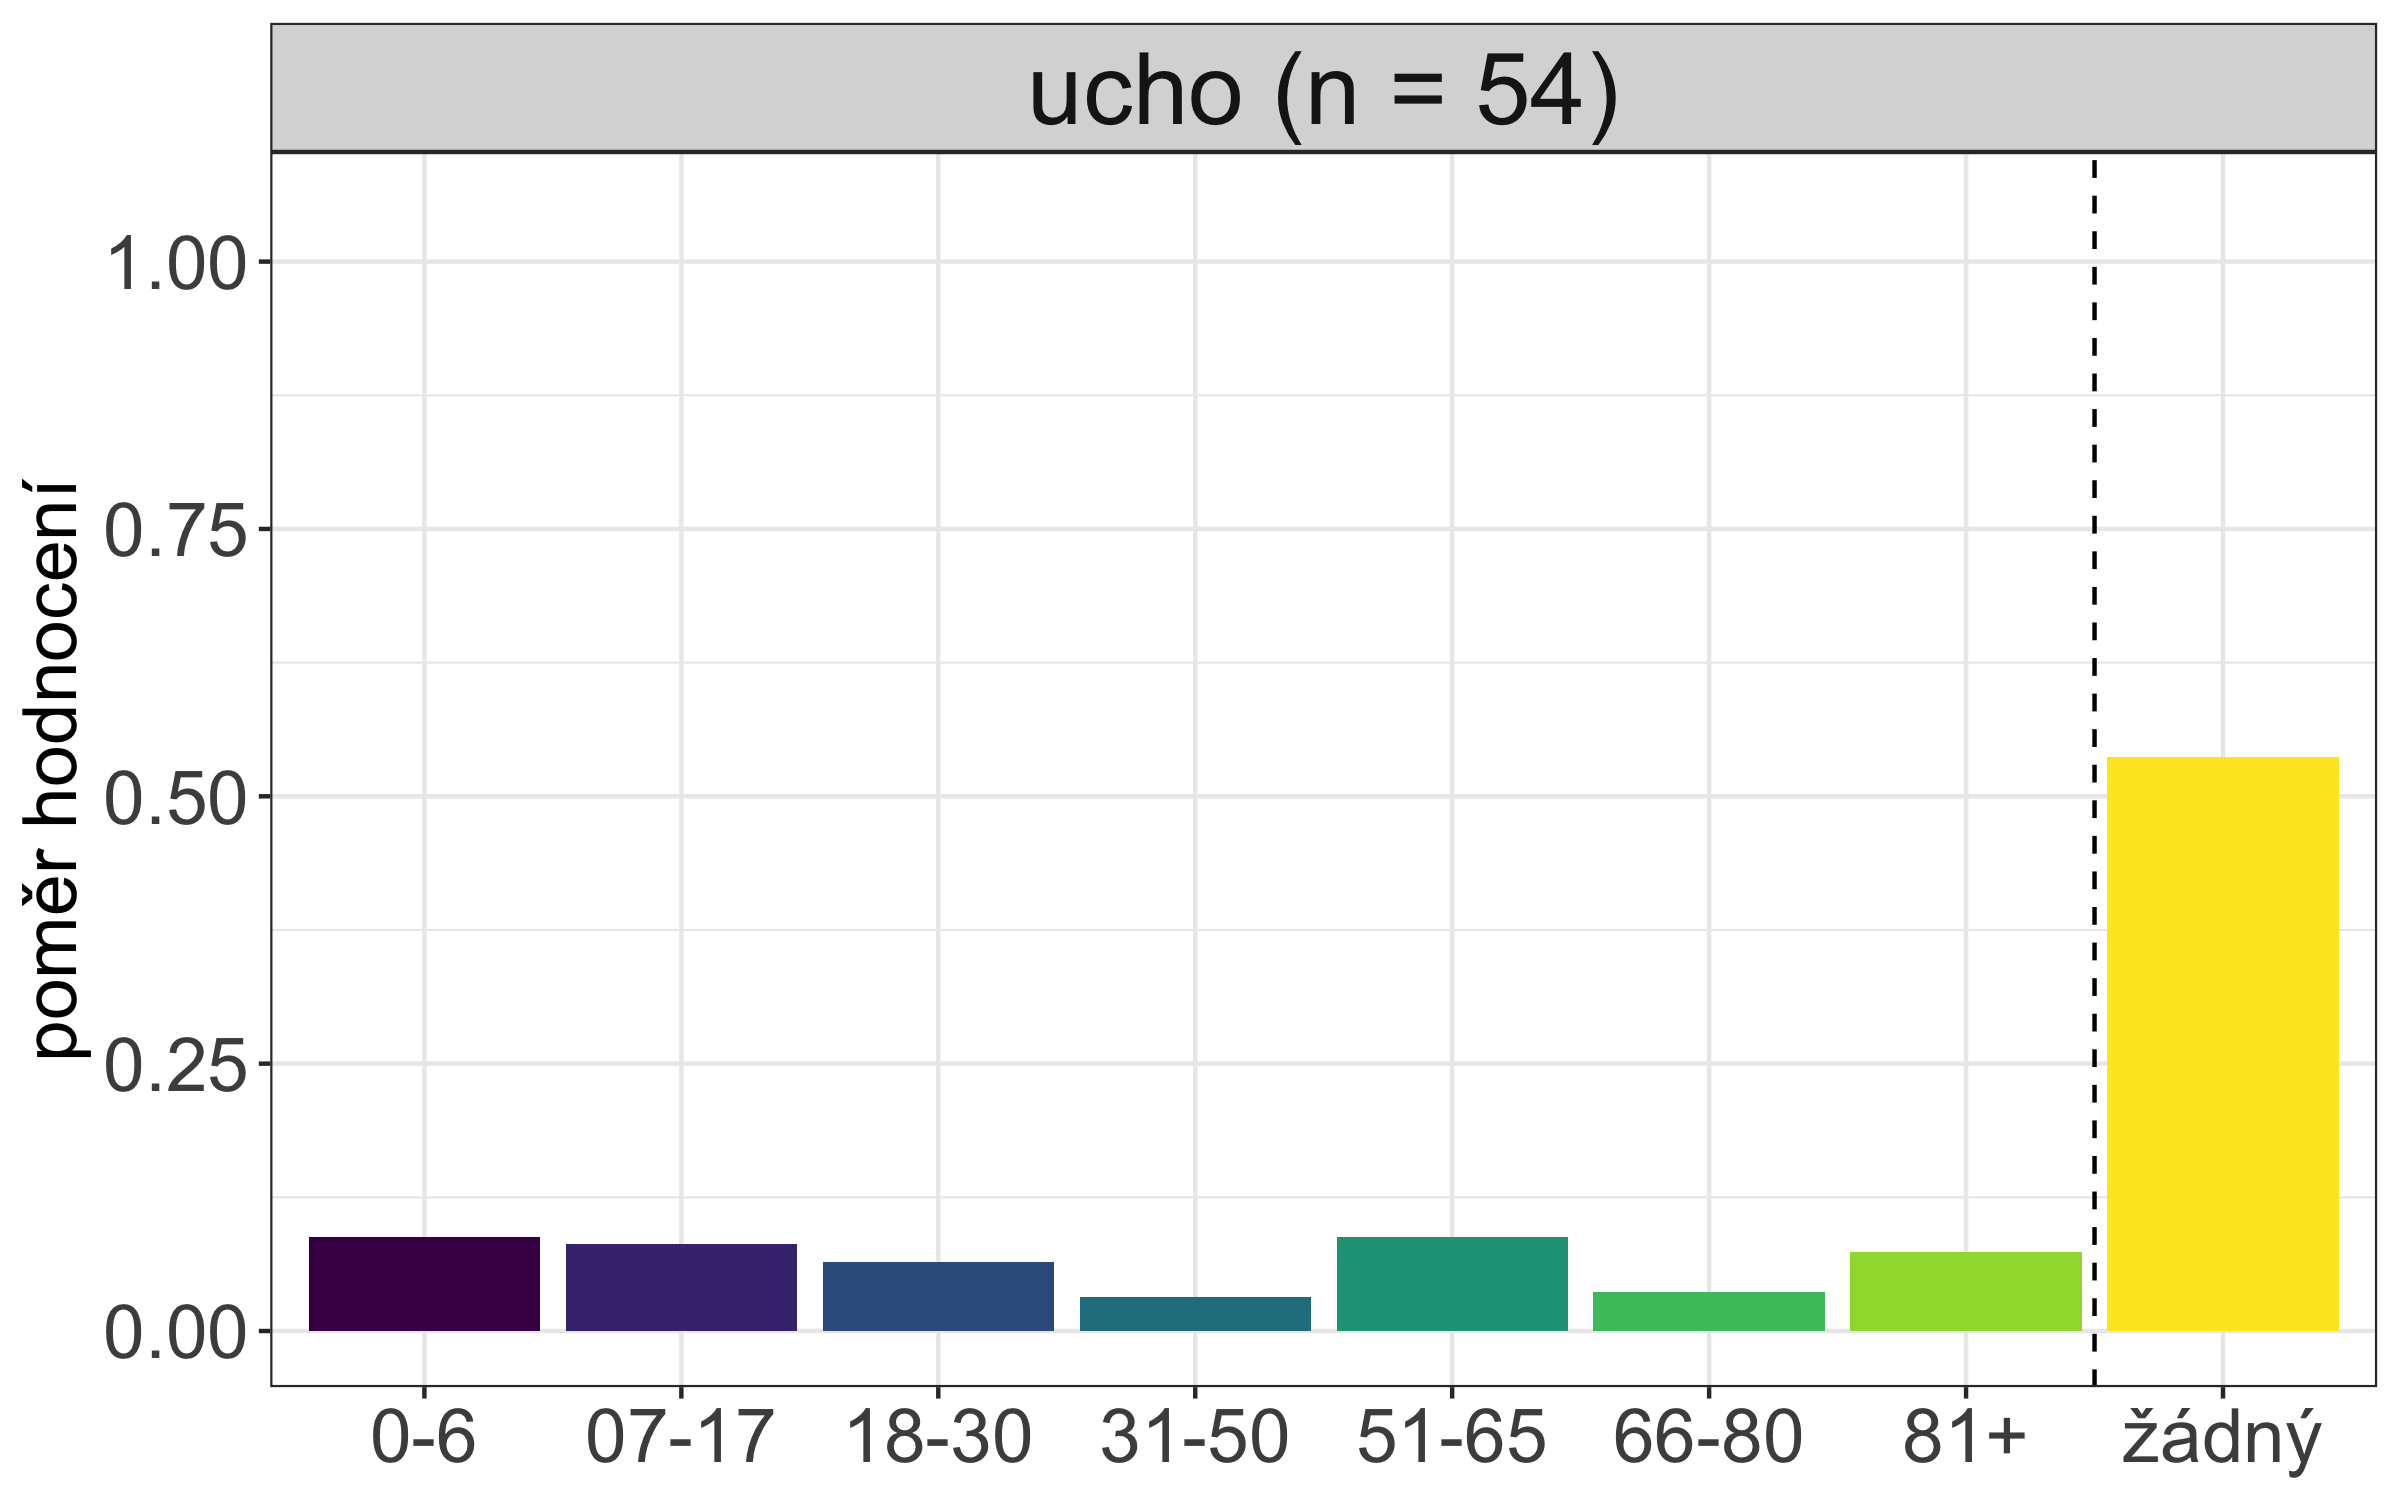 ucho (n = 54)
poměr hodnocení
1.00
0.75
0.50
0.25
0.00
0-6 07-17 18-30 31-50 51-65 66-80 81+ žádný